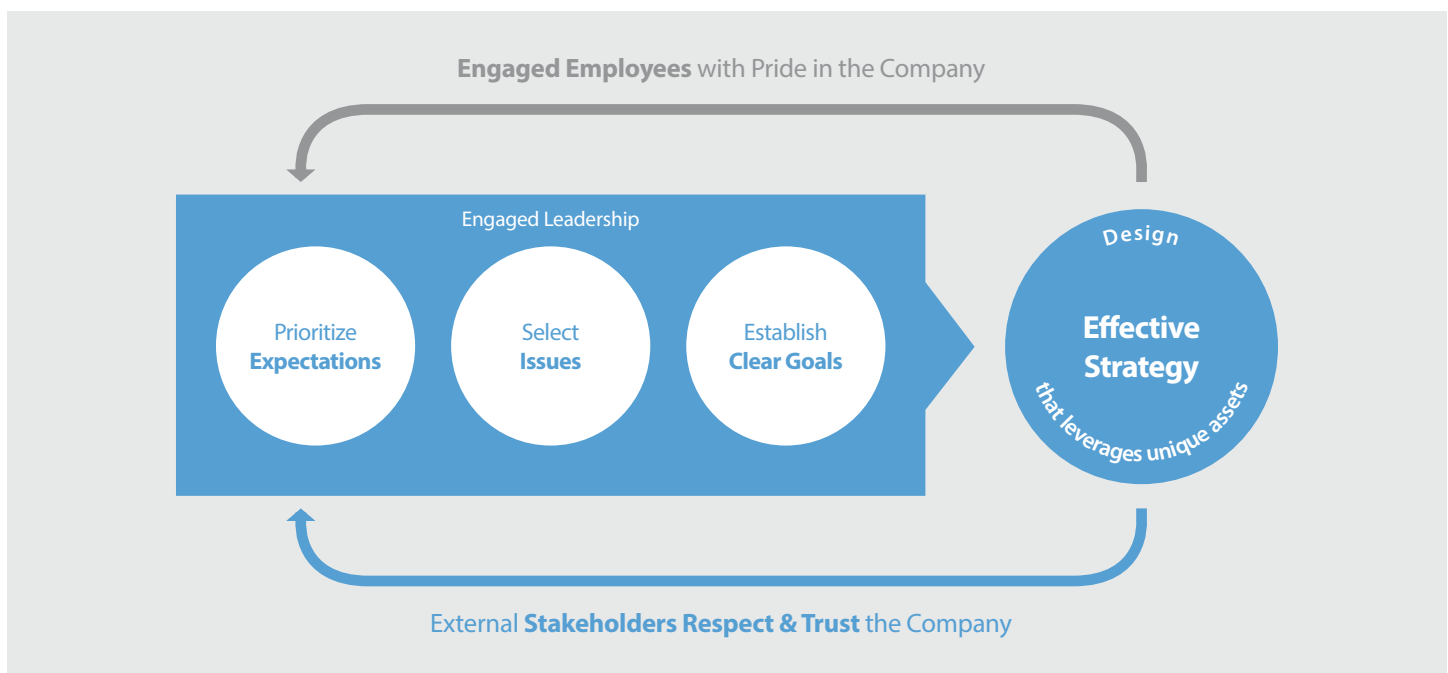 Engaged Employees with Pride in the Company
Engaged Leadership
Prioritize
Expectations
Select
Issues
Establish
Clear Goals
Design
Effective
Strategy
that leverages unique assets
External Stakeholders Respect & Trust the Company